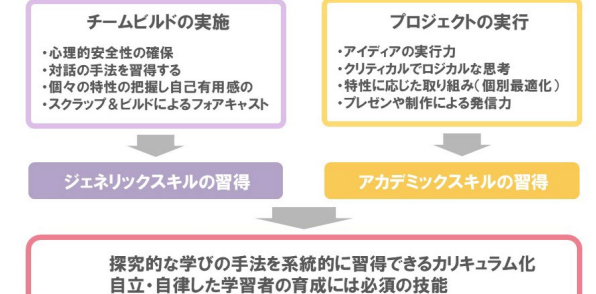 チームビルドの実施
・心理的安全性の確保
・対話の手法を習得する
・個々の特性の把握し自己有用感の
・スクラップ＆ビルドによるフォアキャスト
プロジェクトの実行
・アイディアの実行力
・クリティカルでロジカルな思考
・特性に応じた取り組み（個別最適化）
・プレゼンや制作による発信力
ジェネリックスキルの習得
アカデミックスキルの習得
探究的な学びの手法を系統的に習得できるカリキュラム化
自立・自律した学習者の育成には必須の技能